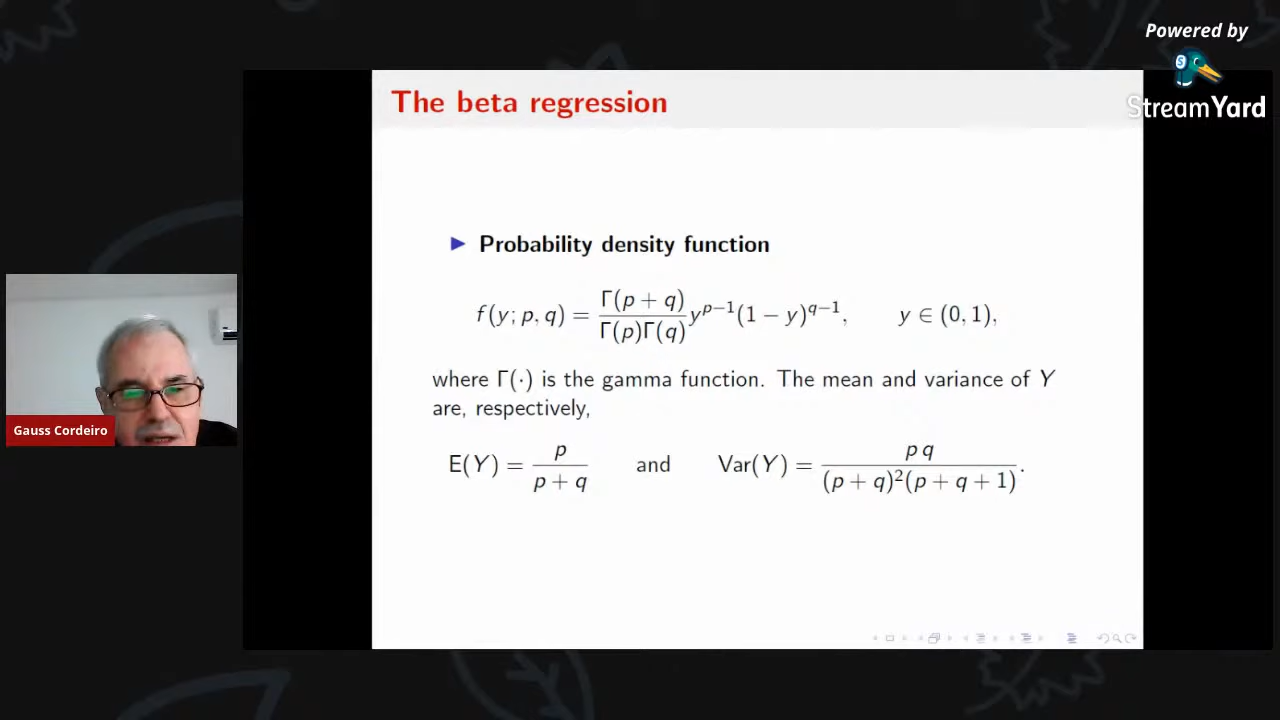 Powered by
StreamYard
The beta regression
Probability density function
f(y; p, q) = Γ(p + q) / Γ(p)Γ(q) y^{p−1}(1 − y)^{q−1}, y ∈ (0, 1),
where Γ(·) is the gamma function. The mean and variance of Y
are, respectively,
E(Y) = p / p + q and Var(Y) = p q / (p + q)²(p + q + 1).
Gauss Cordeiro